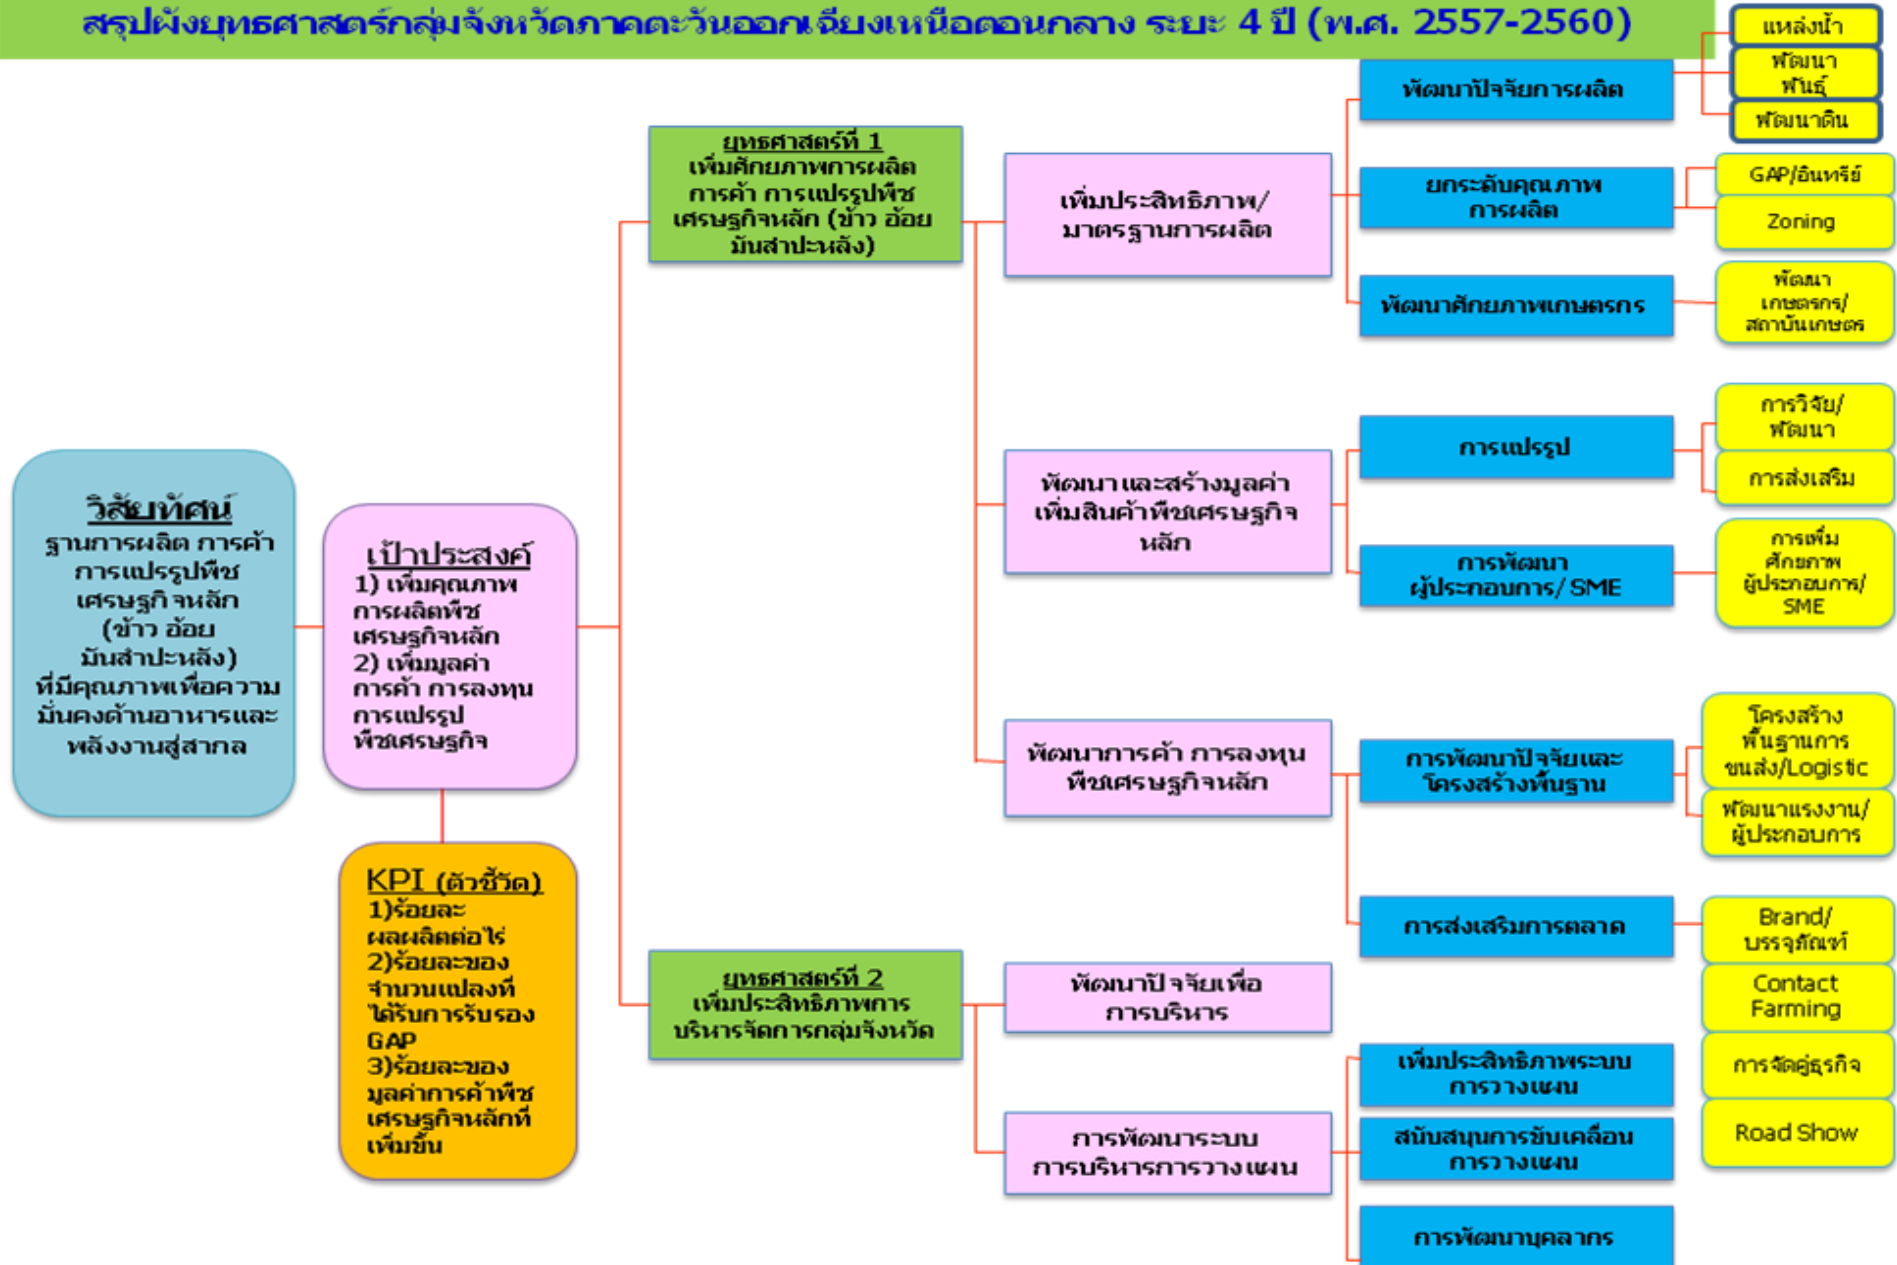 สรุปผังยุทธศาสตร์กลุ่มจังหวัดภาคตะวันออกเฉียงเหนือตอนกลาง ระยะ 4 ปี (พ.ศ. 2557-2560)
วิสัยทัศน์
ฐานการผลิต การค้า
การแปรรูปพืช
เศรษฐกิจหลัก
(ข้าว อ้อย
มันสำปะหลัง)
ที่มีคุณภาพเพื่อความ
มั่นคงด้านอาหารและ
พลังงานสู่สากล
เป้าประสงค์
1) เพิ่มคุณภาพ
การผลิตพืช
เศรษฐกิจหลัก
2) เพิ่มมูลค่า
การค้า การลงทุน
การแปรรูป
พืชเศรษฐกิจ
KPI (ตัวชี้วัด)
1)ร้อยละ
ผลผลิตต่อไร่
2)ร้อยละของ
จำนวนแปลงที่
ได้รับการรับรอง
GAP
3)ร้อยละของ
มูลค่าการค้าพืช
เศรษฐกิจหลักที่
เพิ่มขึ้น
ยุทธศาสตร์ที่ 1
เพิ่มศักยภาพการผลิต
การค้า การแปรรูปพืช
เศรษฐกิจหลัก (ข้าว อ้อย
มันสำปะหลัง)
เพิ่มประสิทธิภาพ/
มาตรฐานการผลิต
พัฒนาปัจจัยการผลิต
แหล่งน้ำ
พัฒนา
พันธุ์
พัฒนาดิน
ยกระดับคุณภาพ
การผลิต
GAP/อินทรีย์
Zoning
พัฒนาศักยภาพเกษตรกร
พัฒนา
เกษตรกร/
สถาบันเกษตร
พัฒนาและสร้างมูลค่า
เพิ่มสินค้าพืชเศรษฐกิจ
หลัก
การแปรรูป
การวิจัย/
พัฒนา
การส่งเสริม
การพัฒนา
ผู้ประกอบการ/ SME
การเพิ่ม
ศักยภาพ
ผู้ประกอบการ/
SME
พัฒนาการค้า การลงทุน
พืชเศรษฐกิจหลัก
การพัฒนาปัจจัยและ
โครงสร้างพื้นฐาน
โครงสร้าง
พื้นฐานการ
ขนส่ง/Logistic
พัฒนาแรงงาน/
ผู้ประกอบการ
การส่งเสริมการตลาด
Brand/
บรรจุภัณฑ์
Contact
Farming
การจัดคู่ธุรกิจ
Road Show
ยุทธศาสตร์ที่ 2
เพิ่มประสิทธิภาพการ
บริหารจัดการกลุ่มจังหวัด
พัฒนาปัจจัยเพื่อ
การบริหาร
การพัฒนาระบบ
การบริหารการวางแผน
เพิ่มประสิทธิภาพระบบ
การวางแผน
สนับสนุนการขับเคลื่อน
การวางแผน
การพัฒนาบุคลากร